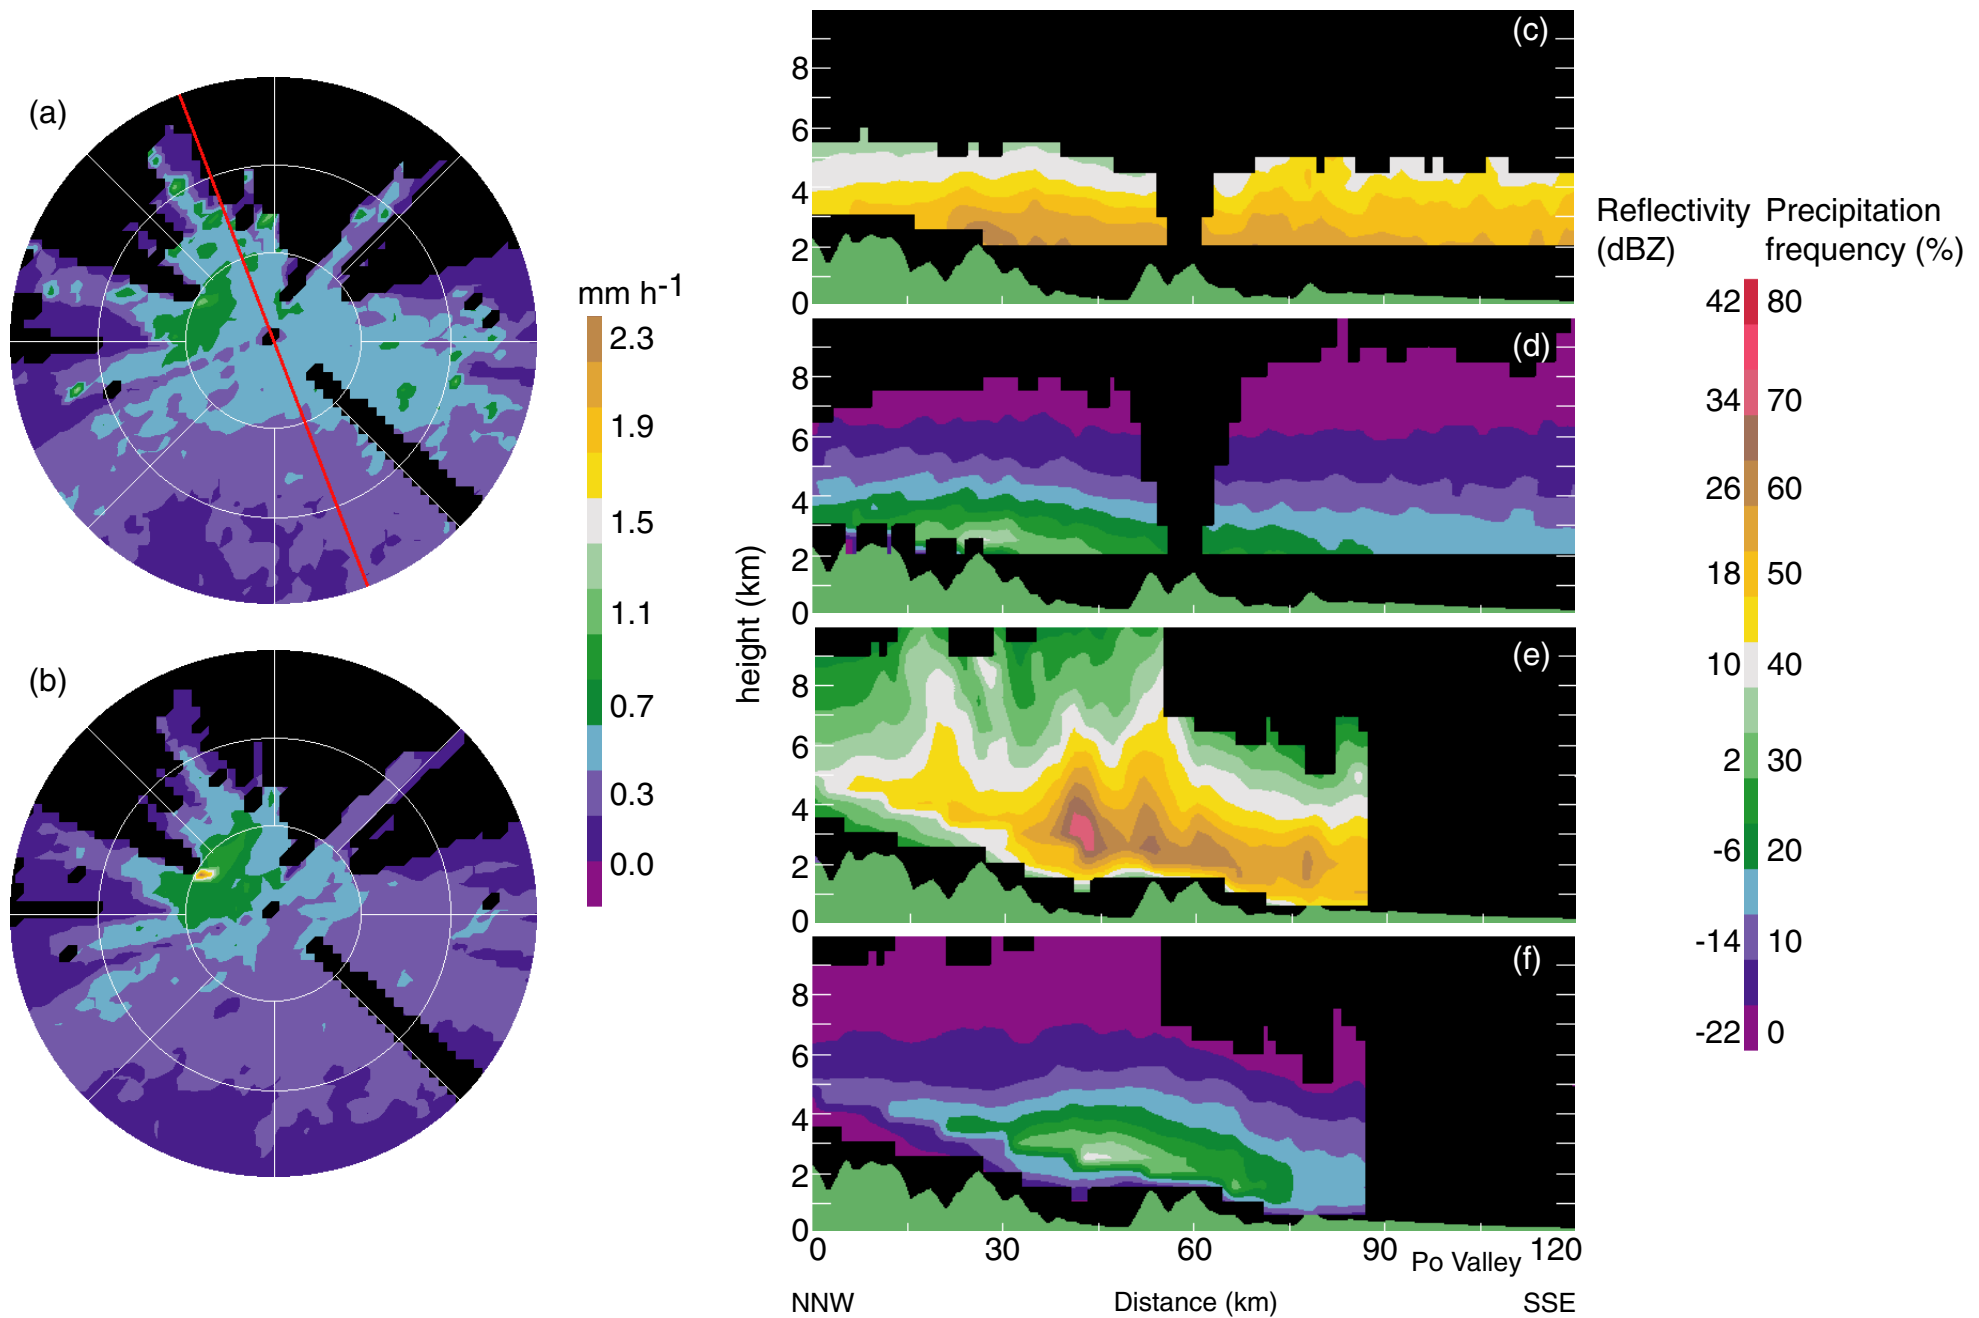 (a)
(b)
mm h-1
2.3
1.9
1.5
1.1
0.7
0.3
0.0
height (km)
(c)
8
6
4
2
0
(d)
8
6
4
2
0
(e)
8
6
4
2
0
(f)
8
6
4
2
0
0 30 60 90 120
Po Valley
NNW Distance (km) SSE
Reflectivity Precipitation
(dBZ) frequency (%)
42 80
34 70
26 60
18 50
10 40
2 30
-6 20
-14 10
-22 0